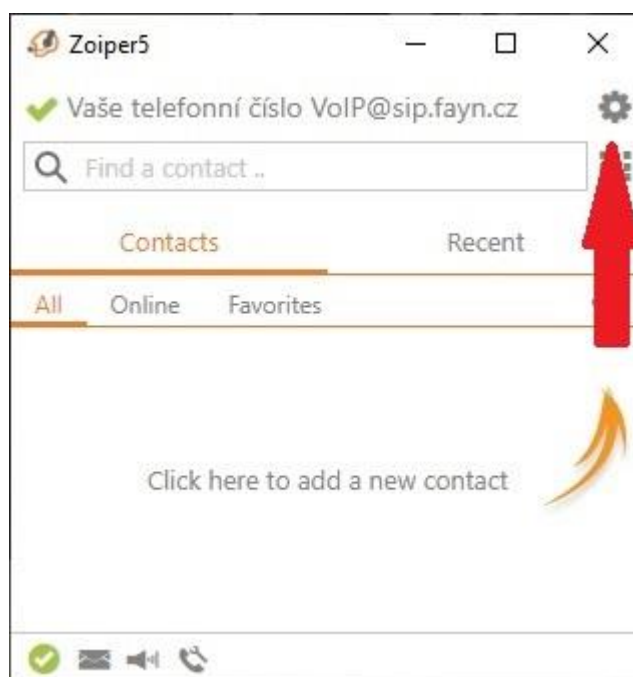 Zoiper5
Vaše telefonní číslo VoIP@sip.fayn.cz
Find a contact ..
Contacts Recent
All Online Favorites
Click here to add a new contact